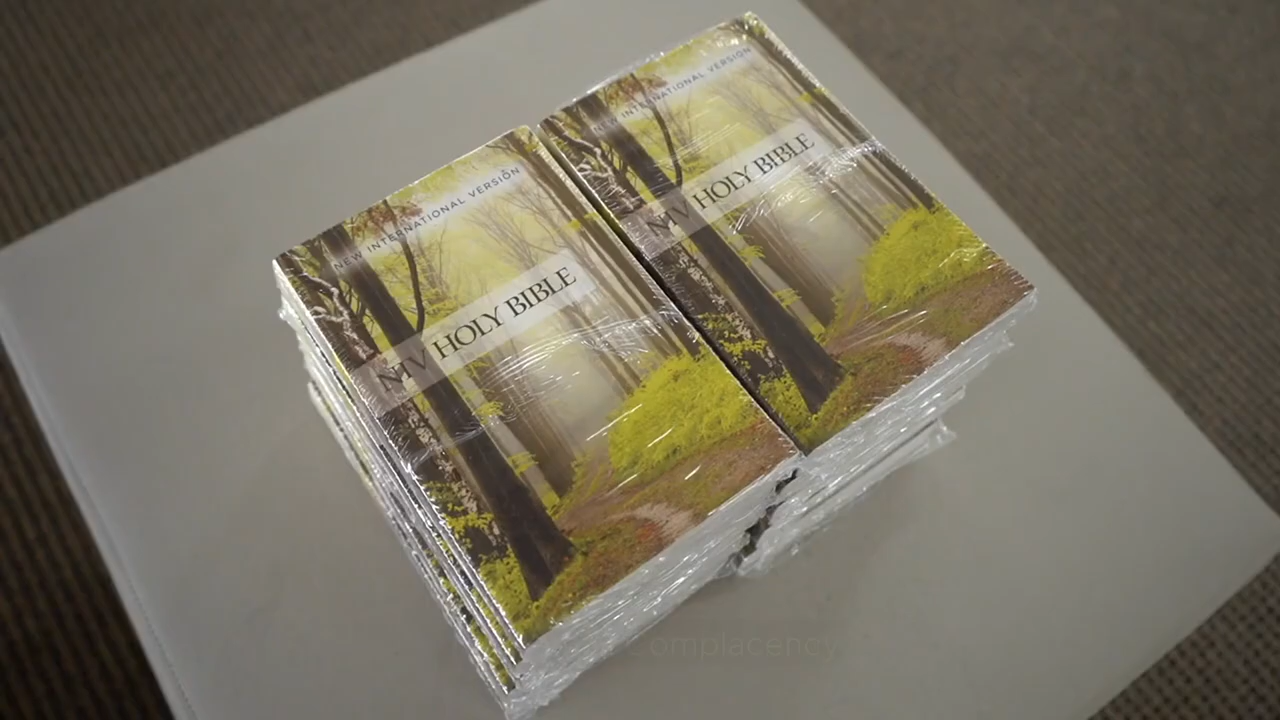 NEW INTERNATIONAL VERSION
NIV HOLY BIBLE
NEW INTERNATIONAL VERSION
NIV HOLY BIBLE
Complacency